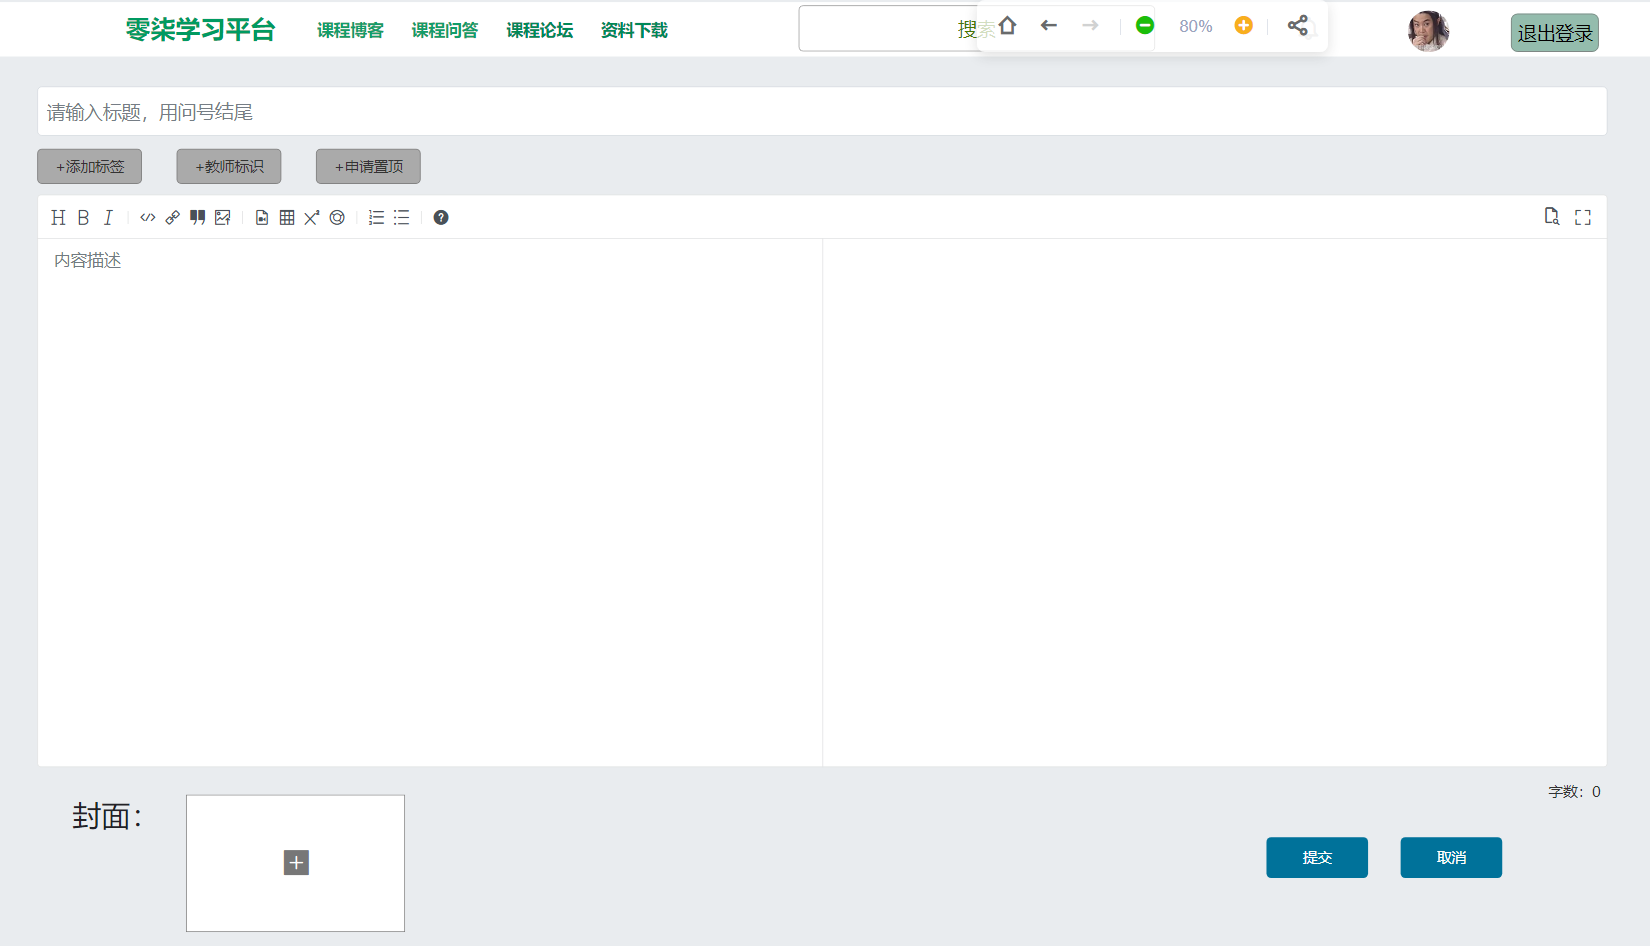 零柒学习平台 课程博客 课程问答 课程论坛 资料下载 搜索 80% 退出登录
请输入标题，用问号结尾
+添加标签 +教师标识 +申请置顶
H B I X²
内容描述
字数：0
封面：
提交 取消